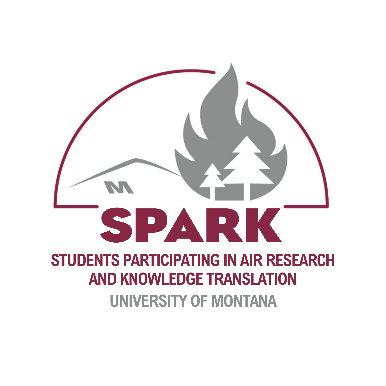 M
SPARK
STUDENTS PARTICIPATING IN AIR RESEARCH
AND KNOWLEDGE TRANSLATION
UNIVERSITY OF MONTANA